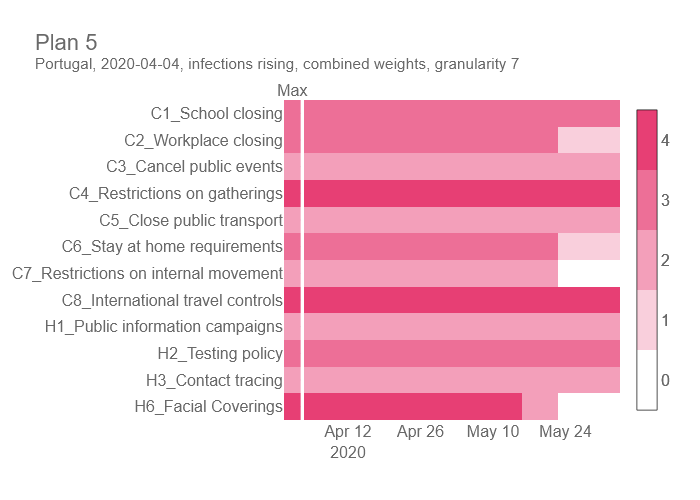 Plan 5
Portugal, 2020-04-04, infections rising, combined weights, granularity 7
Max
C1_School closing
C2_Workplace closing
C3_Cancel public events
C4_Restrictions on gatherings
C5_Close public transport
C6_Stay at home requirements
C7_Restrictions on internal movement
C8_International travel controls
H1_Public information campaigns
H2_Testing policy
H3_Contact tracing
H6_Facial Coverings
Apr 12 Apr 26 May 10 May 24
2020
4
3
2
1
0